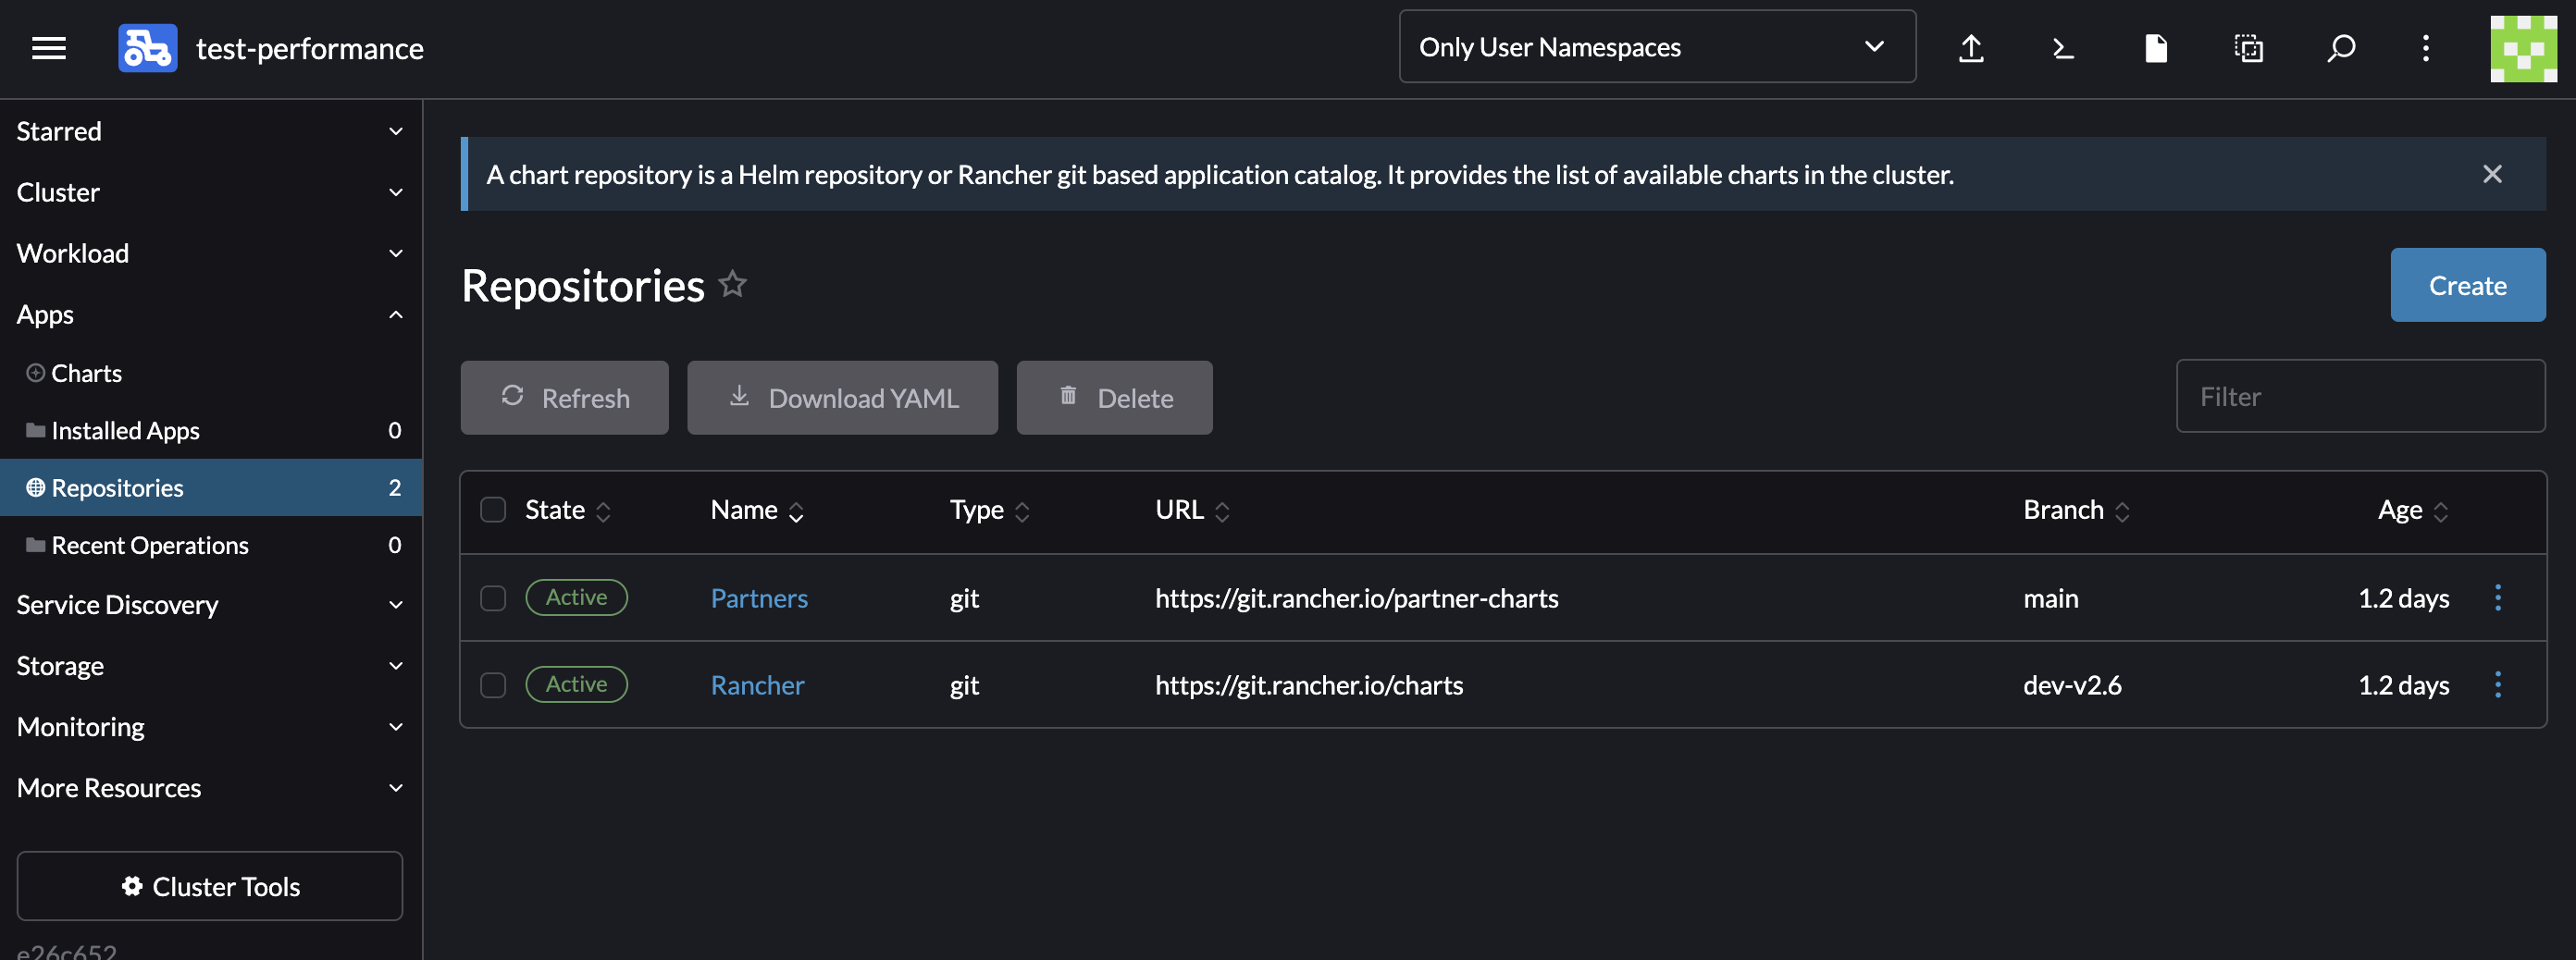 test-performance
Only User Namespaces
Starred
Cluster
Workload
Apps
Charts
Installed Apps 0
Repositories 2
Recent Operations 0
Service Discovery
Storage
Monitoring
More Resources
Cluster Tools
e26c652
A chart repository is a Helm repository or Rancher git based application catalog. It provides the list of available charts in the cluster.
Repositories
Create
Refresh Download YAML Delete
Filter
State Name Type URL Branch Age
Active Partners git https://git.rancher.io/partner-charts main 1.2 days
Active Rancher git https://git.rancher.io/charts dev-v2.6 1.2 days